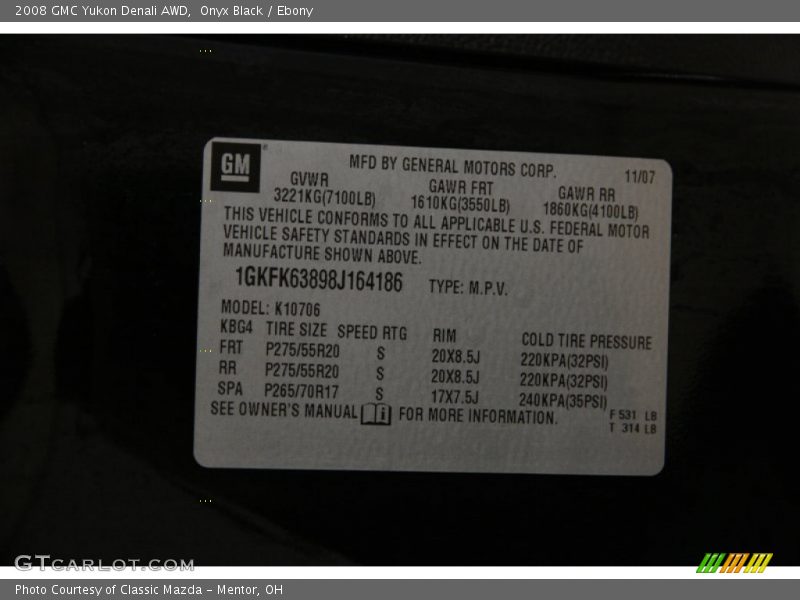 2008 GMC Yukon Denali AWD,  Onyx Black / Ebony
GM
MFD BY GENERAL MOTORS CORP.
11/07
GVWR GAWR FRT GAWR RR
3221KG(7100LB) 1610KG(3550LB) 1860KG(4100LB)
THIS VEHICLE CONFORMS TO ALL APPLICABLE U.S. FEDERAL MOTOR
VEHICLE SAFETY STANDARDS IN EFFECT ON THE DATE OF
MANUFACTURE SHOWN ABOVE.
1GKFK63898J164186 TYPE: M.P.V.
MODEL: K10706
KBG4 TIRE SIZE SPEED RTG RIM COLD TIRE PRESSURE
FRT P275/55R20 S 20X8.5J 220KPA(32PSI)
RR P275/55R20 S 20X8.5J 220KPA(32PSI)
SPA P265/70R17 S 17X7.5J 240KPA(35PSI)
SEE OWNER'S MANUAL i FOR MORE INFORMATION.
F 531 LB
T 314 LB
GTCARLOT.COM
Photo Courtesy of Classic Mazda - Mentor, OH